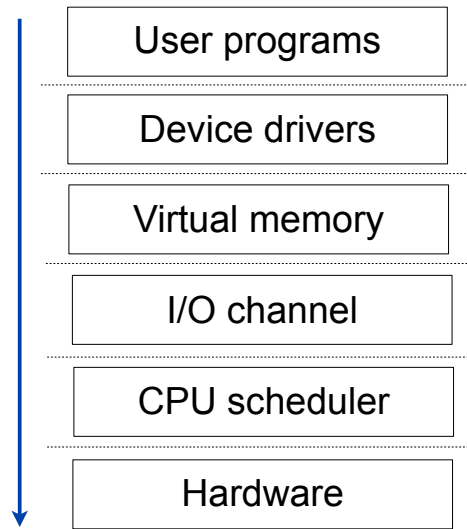 User programs
Device drivers
Virtual memory
I/O channel
CPU scheduler
Hardware